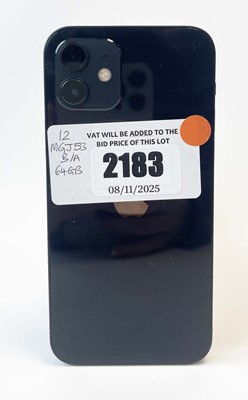 12
MGJ53
B/A
64GB
VAT WILL BE ADDED TO THE
BID PRICE OF THIS LOT
2183
08/11/2025